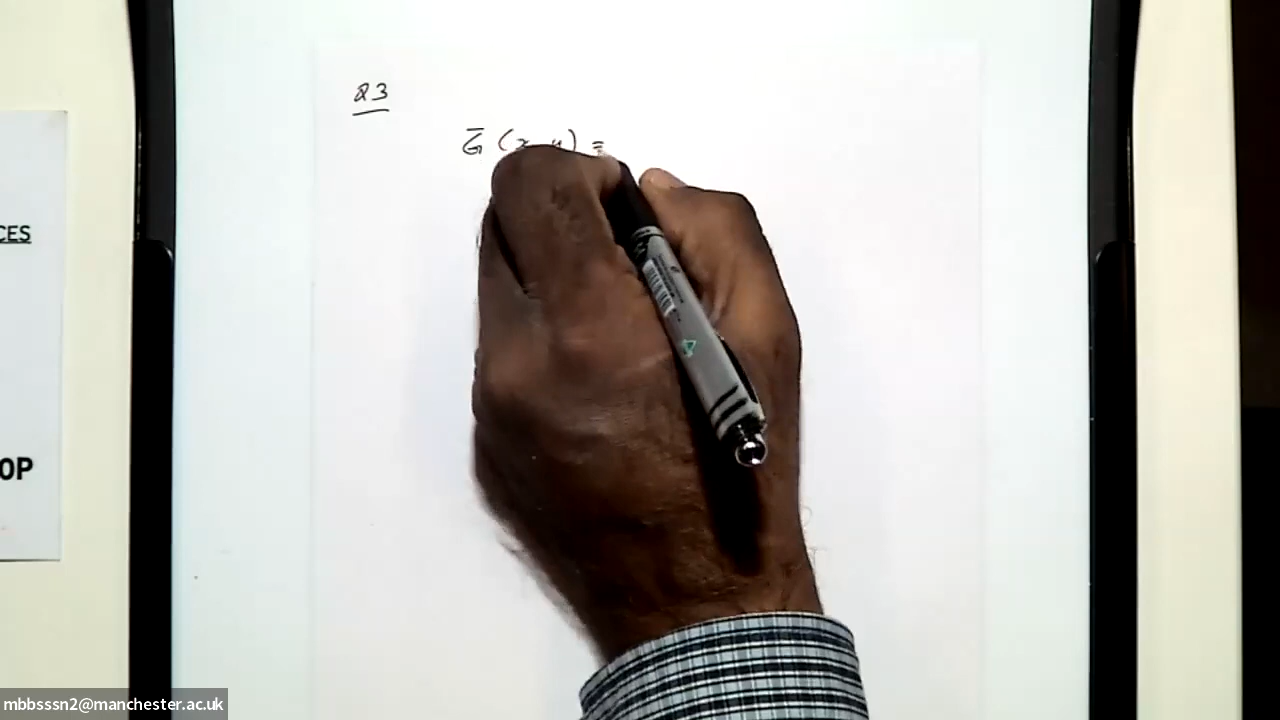 Q3
G̅ (x, y) =
CES
OP
mbbsssn2@manchester.ac.uk